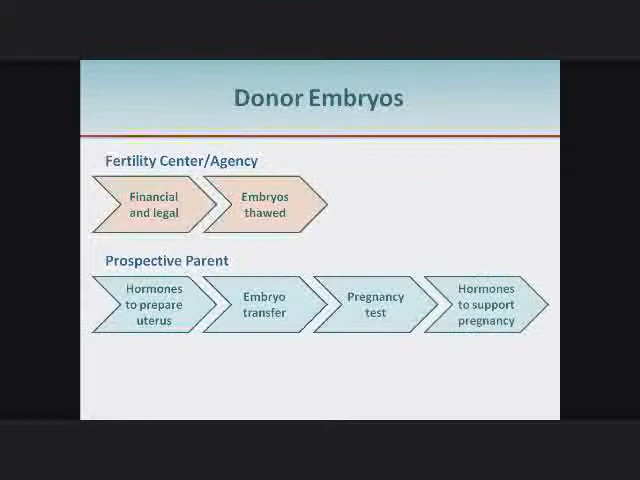 Donor Embryos
Fertility Center/Agency
Financial
and legal
Embryos
thawed
Prospective Parent
Hormones
to prepare
uterus
Embryo
transfer
Pregnancy
test
Hormones
to support
pregnancy